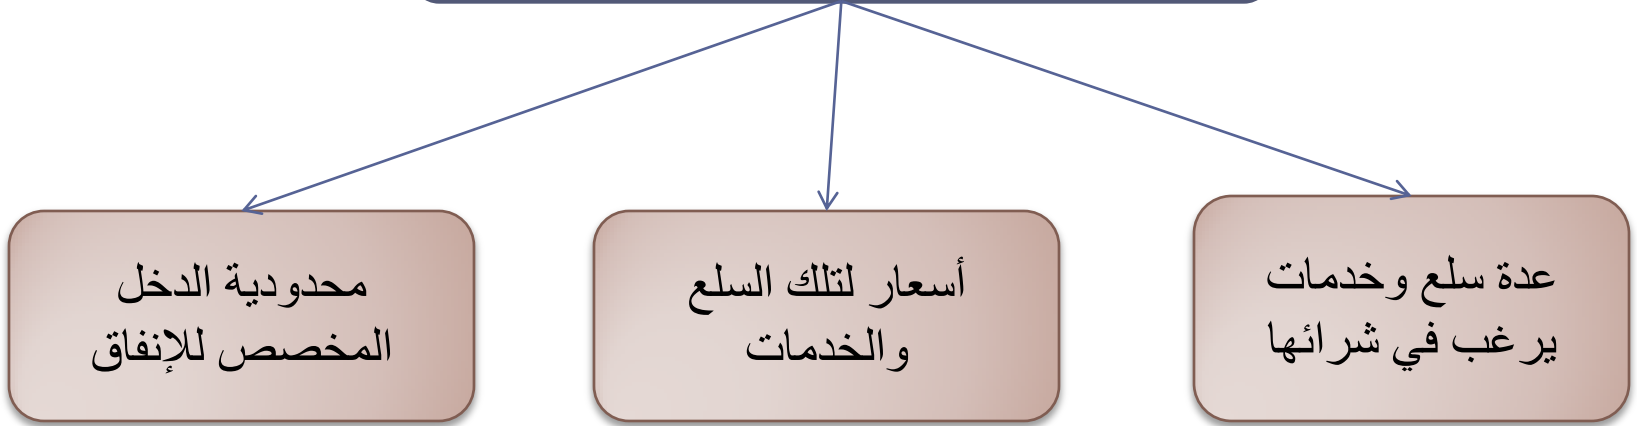 عدة سلع وخدمات
يرغب في شرائها
أسعار لتلك السلع
والخدمات
محدودية الدخل
المخصص للإنفاق